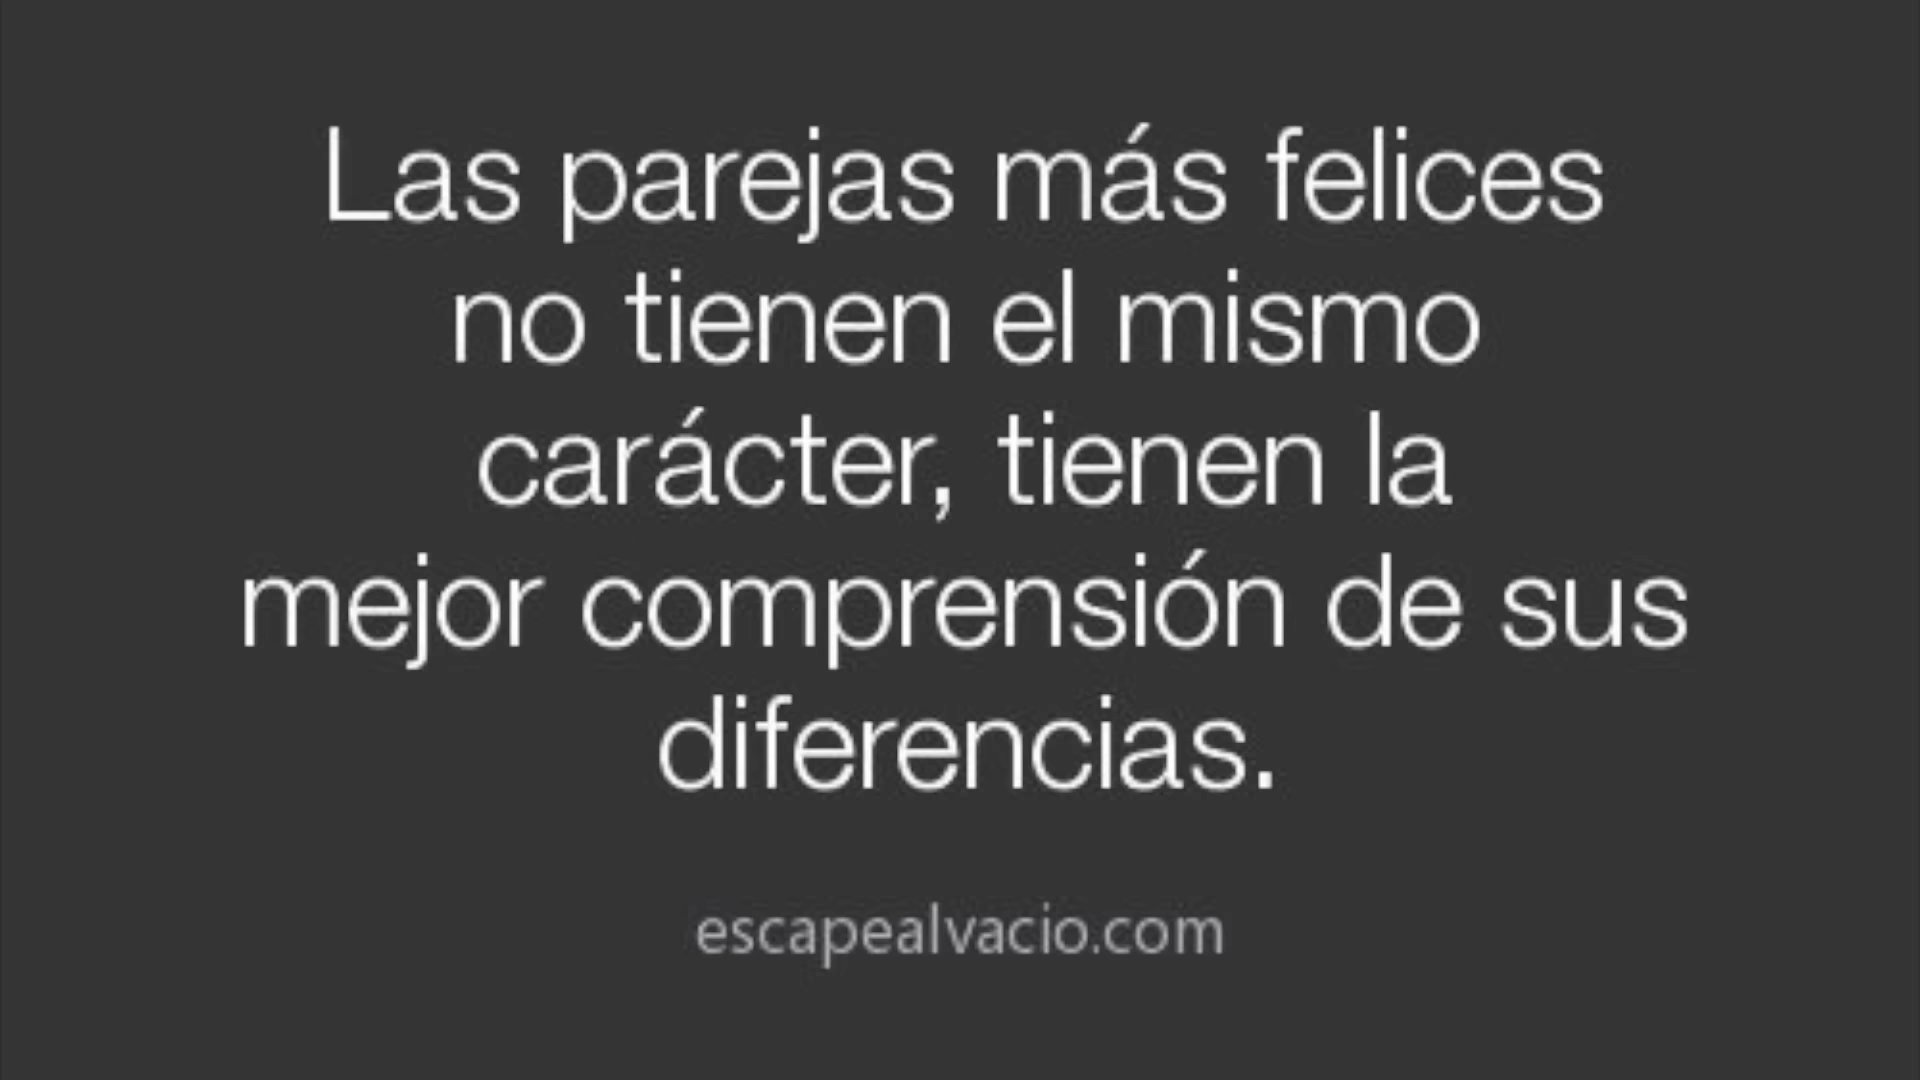 Las parejas más felices
no tienen el mismo
carácter, tienen la
mejor comprensión de sus
diferencias.
escapealvacio.com